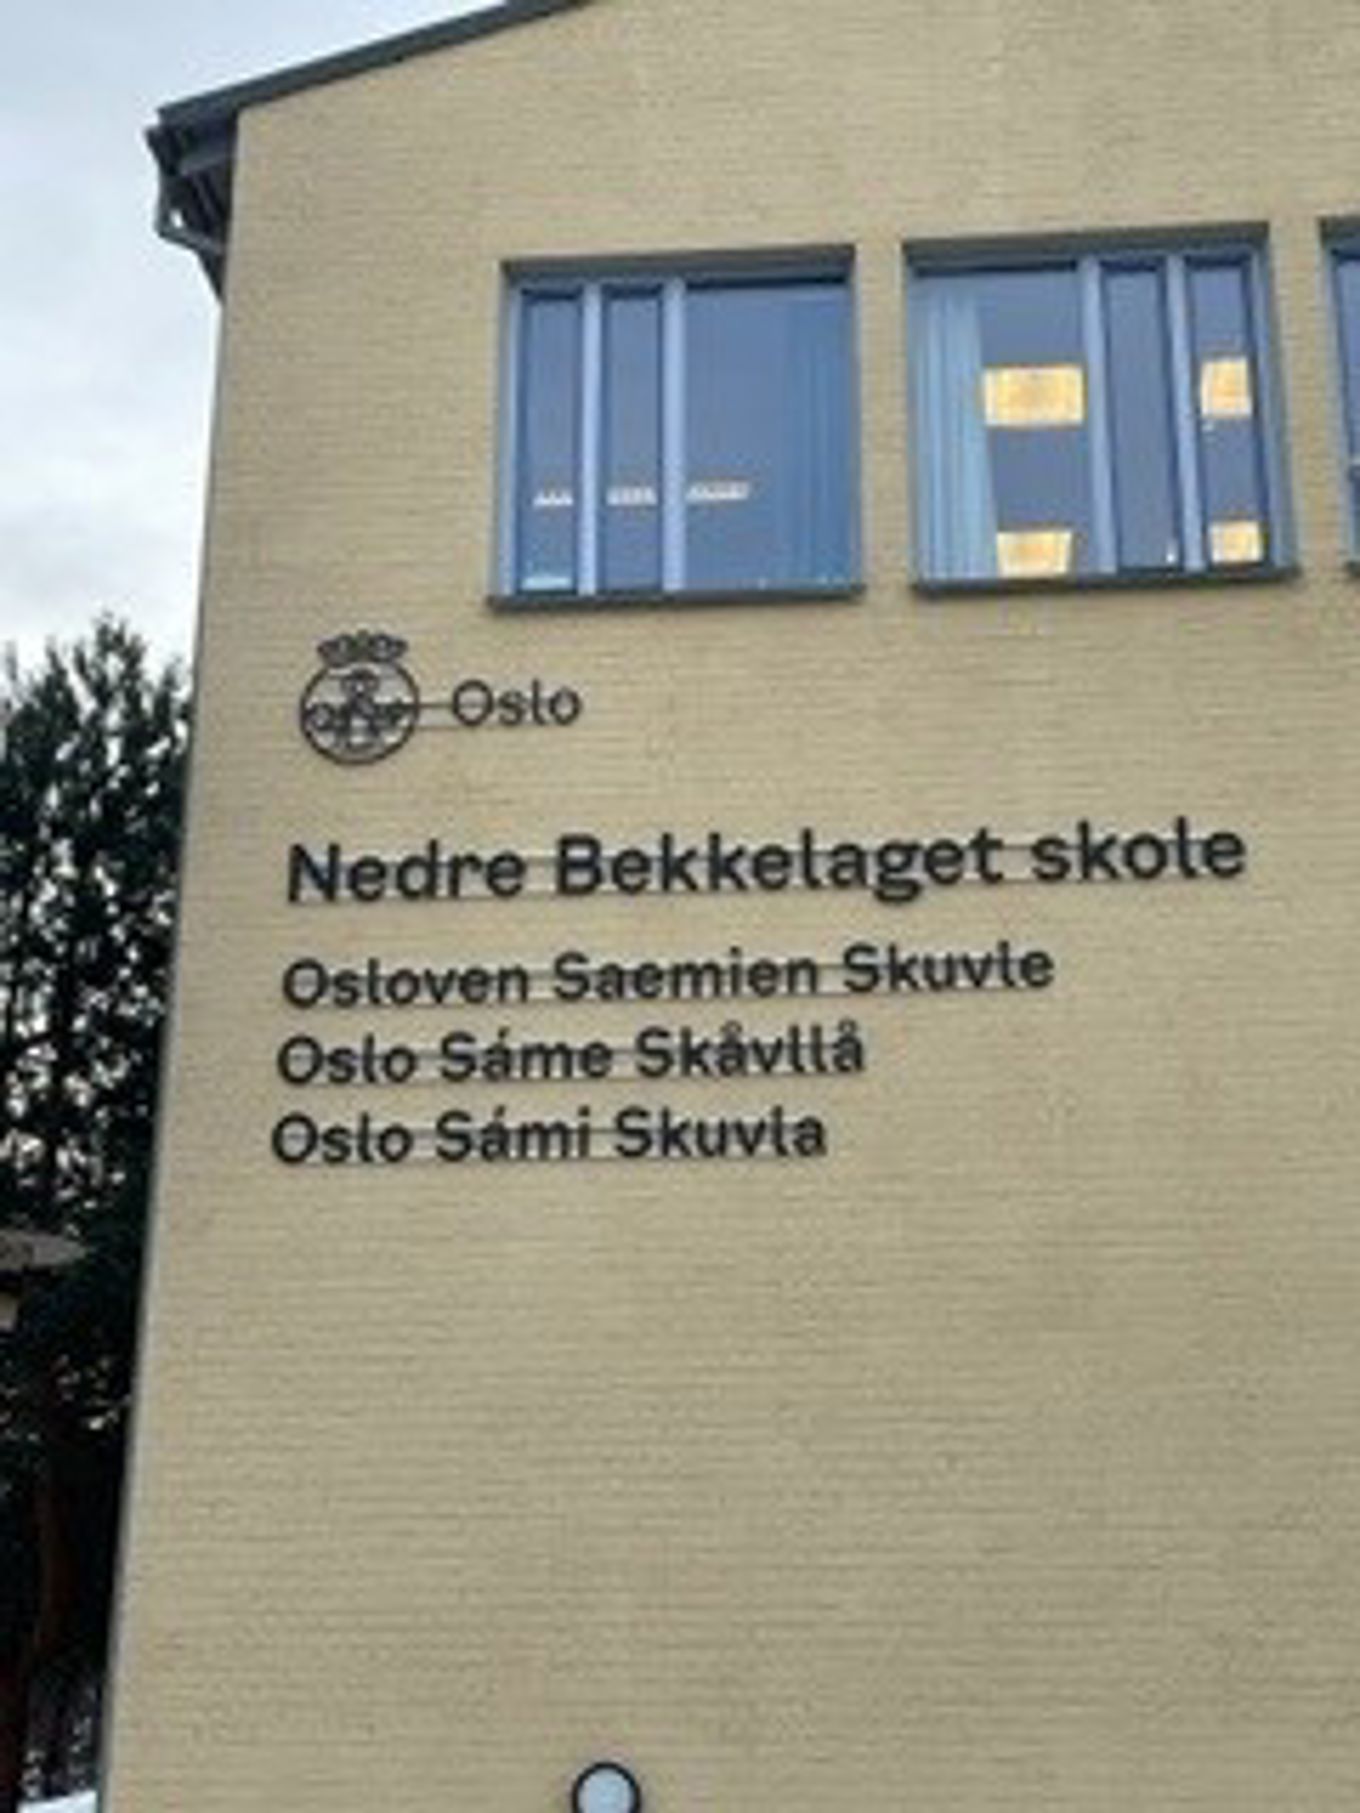 Oslo
Nedre Bekkelaget skole
Osloven Saemien Skuvle
Oslo Sáme Skåvllå
Oslo Sámi Skuvla